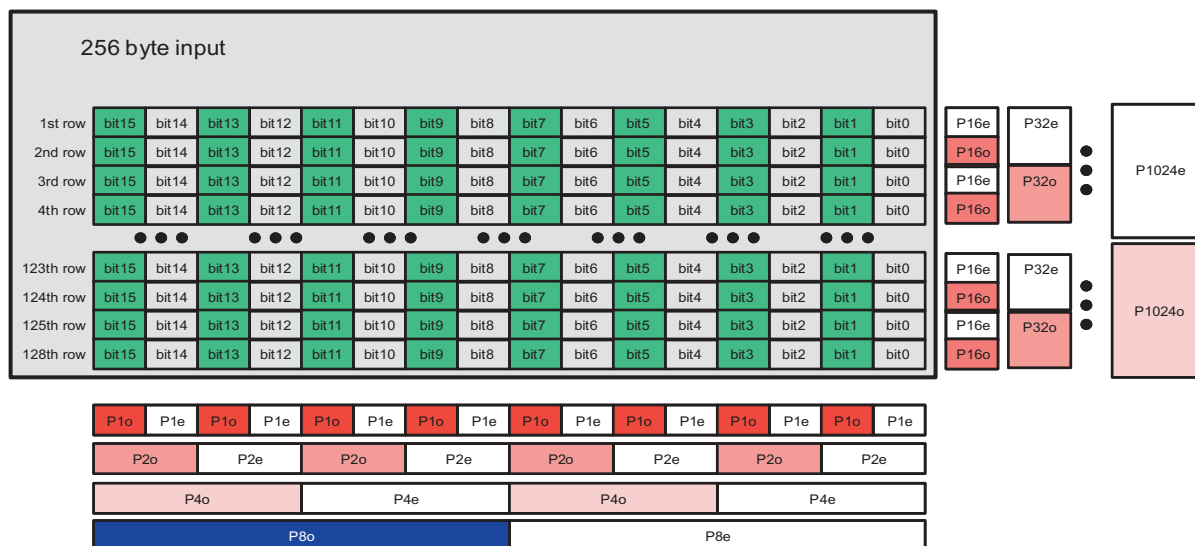 256 byte input
1st row bit15 bit14 bit13 bit12 bit11 bit10 bit9 bit8 bit7 bit6 bit5 bit4 bit3 bit2 bit1 bit0 P16e P32e
2nd row bit15 bit14 bit13 bit12 bit11 bit10 bit9 bit8 bit7 bit6 bit5 bit4 bit3 bit2 bit1 bit0 P16o
P1024e
3rd row bit15 bit14 bit13 bit12 bit11 bit10 bit9 bit8 bit7 bit6 bit5 bit4 bit3 bit2 bit1 bit0 P16e P32o
4th row bit15 bit14 bit13 bit12 bit11 bit10 bit9 bit8 bit7 bit6 bit5 bit4 bit3 bit2 bit1 bit0 P16o
123th row bit15 bit14 bit13 bit12 bit11 bit10 bit9 bit8 bit7 bit6 bit5 bit4 bit3 bit2 bit1 bit0 P16e P32e
124th row bit15 bit14 bit13 bit12 bit11 bit10 bit9 bit8 bit7 bit6 bit5 bit4 bit3 bit2 bit1 bit0 P16o
P1024o
125th row bit15 bit14 bit13 bit12 bit11 bit10 bit9 bit8 bit7 bit6 bit5 bit4 bit3 bit2 bit1 bit0 P16e P32o
128th row bit15 bit14 bit13 bit12 bit11 bit10 bit9 bit8 bit7 bit6 bit5 bit4 bit3 bit2 bit1 bit0 P16o
P1o P1e P1o P1e P1o P1e P1o P1e P1o P1e P1o P1e P1o P1e P1o P1e
P2o P2e P2o P2e P2o P2e P2o P2e
P4o P4e P4o P4e
P8o P8e